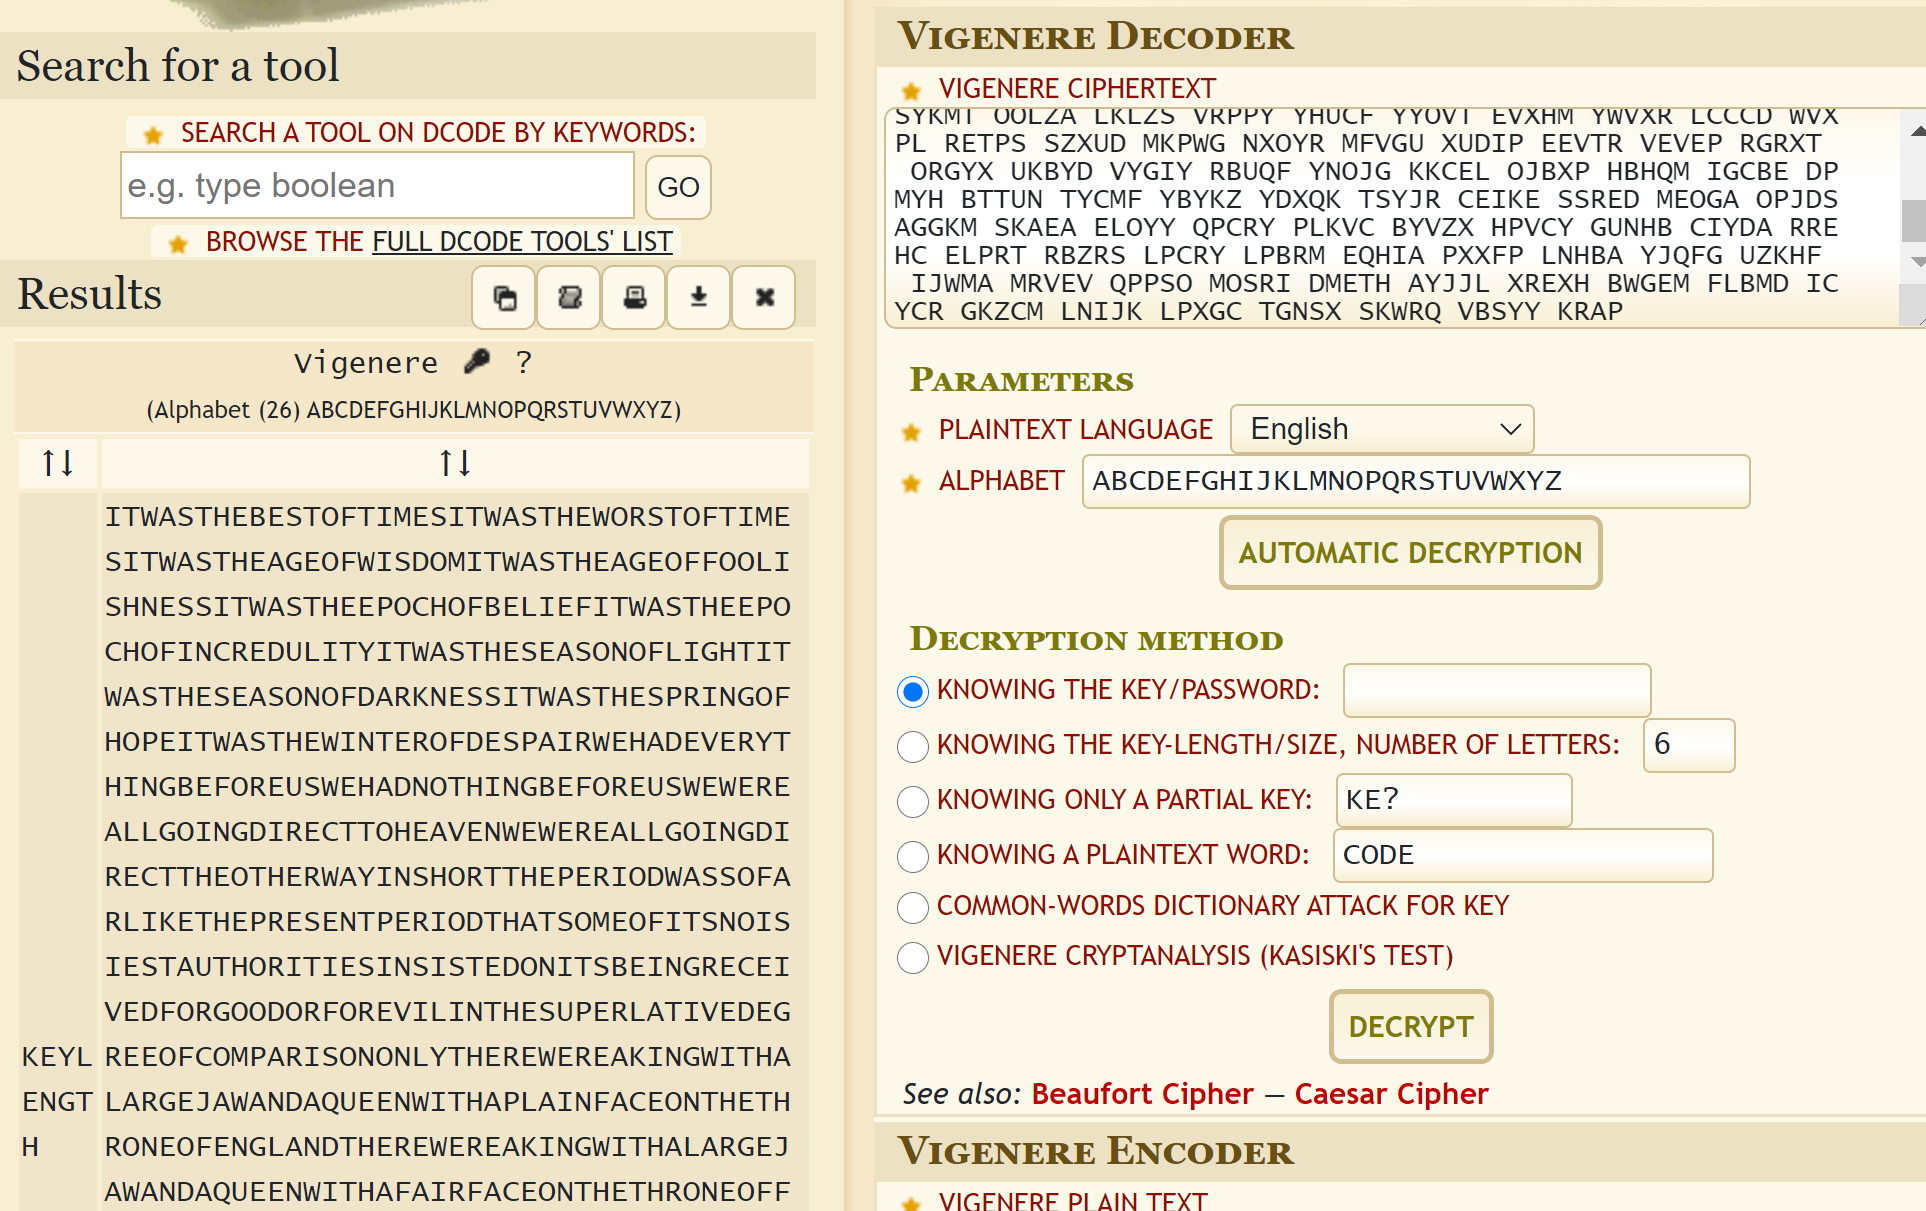 Search for a tool
SEARCH A TOOL ON DCODE BY KEYWORDS:
e.g. type boolean
GO
BROWSE THE FULL DCODE TOOLS' LIST
Results
Vigenere ?
(Alphabet (26) ABCDEFGHIJKLMNOPQRSTUVWXYZ)
↑↓ ↑↓
ITWASTHEBESTOFTIMESITWASTHEWORSTOFTIME
SITWASTHEAGEOFWISDOMITWASTHEAGEOFFOOLI
SHNESSITWASTHEEPOCHOFBELIEFITWASTHEEPO
CHOFINCREDULITYITWASTHESEASONOFLIGHTIT
WASTHESEASONOFDARKNESSITWASTHESPRINGOF
HOPEITWASTHEWINTEROFDESPAIRWEHADEVERYT
HINGBEFOREUSWEHADNOTHINGBEFOREUSWEWERE
ALLGOINGDIRECTTOHEAVENWEWEREALLGOINGDI
RECTTHEOTHERWAYINSHORTTHEPERIODWASSOFA
RLIKETHEPRESENTPERIODTHATSOMEOFITSNOIS
IESTAUTHORITIESINSISTEDONITSBEINGRECEI
VEDFORGOODORFOREVILINTHESUPERLATIVEDEG
KEYL REEOFCOMPARISONONLYTHEREWEREAKINGWITHA
ENGT LARGEJAWANDAQUEENWITHAPLAINFACEONTHETH
H RONEOFENGLANDTHEREWEREAKINGWITHALARGEJ
AWANDAQUEENWITHAFAIRFACEONTHETHRONEOFF
VIGENERE DECODER
VIGENERE CIPHERTEXT
SYKMT OOLZA LKLZS VRPPY YHUCF YYOVT EVXHM YWVXR LCCCD WVX
PL RETPS SZXUD MKPWG NXOYR MFVGU XUDIP EEVTR VEVEP RGRXT
ORGYX UKBYD VYGIY RBUQF YNOJG KKCEL OJBXP HBHQM IGCBE DP
MYH BTTUN TYCMF YBYKZ YDXQK TSYJR CEIKE SSRED MEOGA OPJDS
AGGKM SKAEA ELOYY QPCRY PLKVC BYVZX HPVCY GUNHB CIYDA RRE
HC ELPRT RBZRS LPCRY LPBRM EQHIA PXXFP LNHBA YJQFG UZKHF
IJWMA MRVEV QPPSO MOSRI DMETH AYJJL XREXH BWGEM FLBMD IC
YCR GKZCM LNIJK LPXGC TGNSX SKWRQ VBSYY KRAP
PARAMETERS
PLAINTEXT LANGUAGE English
ALPHABET ABCDEFGHIJKLMNOPQRSTUVWXYZ
AUTOMATIC DECRYPTION
DECRYPTION METHOD
KNOWING THE KEY/PASSWORD:
KNOWING THE KEY-LENGTH/SIZE, NUMBER OF LETTERS: 6
KNOWING ONLY A PARTIAL KEY: KE?
KNOWING A PLAINTEXT WORD: CODE
COMMON-WORDS DICTIONARY ATTACK FOR KEY
VIGENERE CRYPTANALYSIS (KASISKI'S TEST)
DECRYPT
See also: Beaufort Cipher — Caesar Cipher
VIGENERE ENCODER
VIGENERE PLAIN TEXT